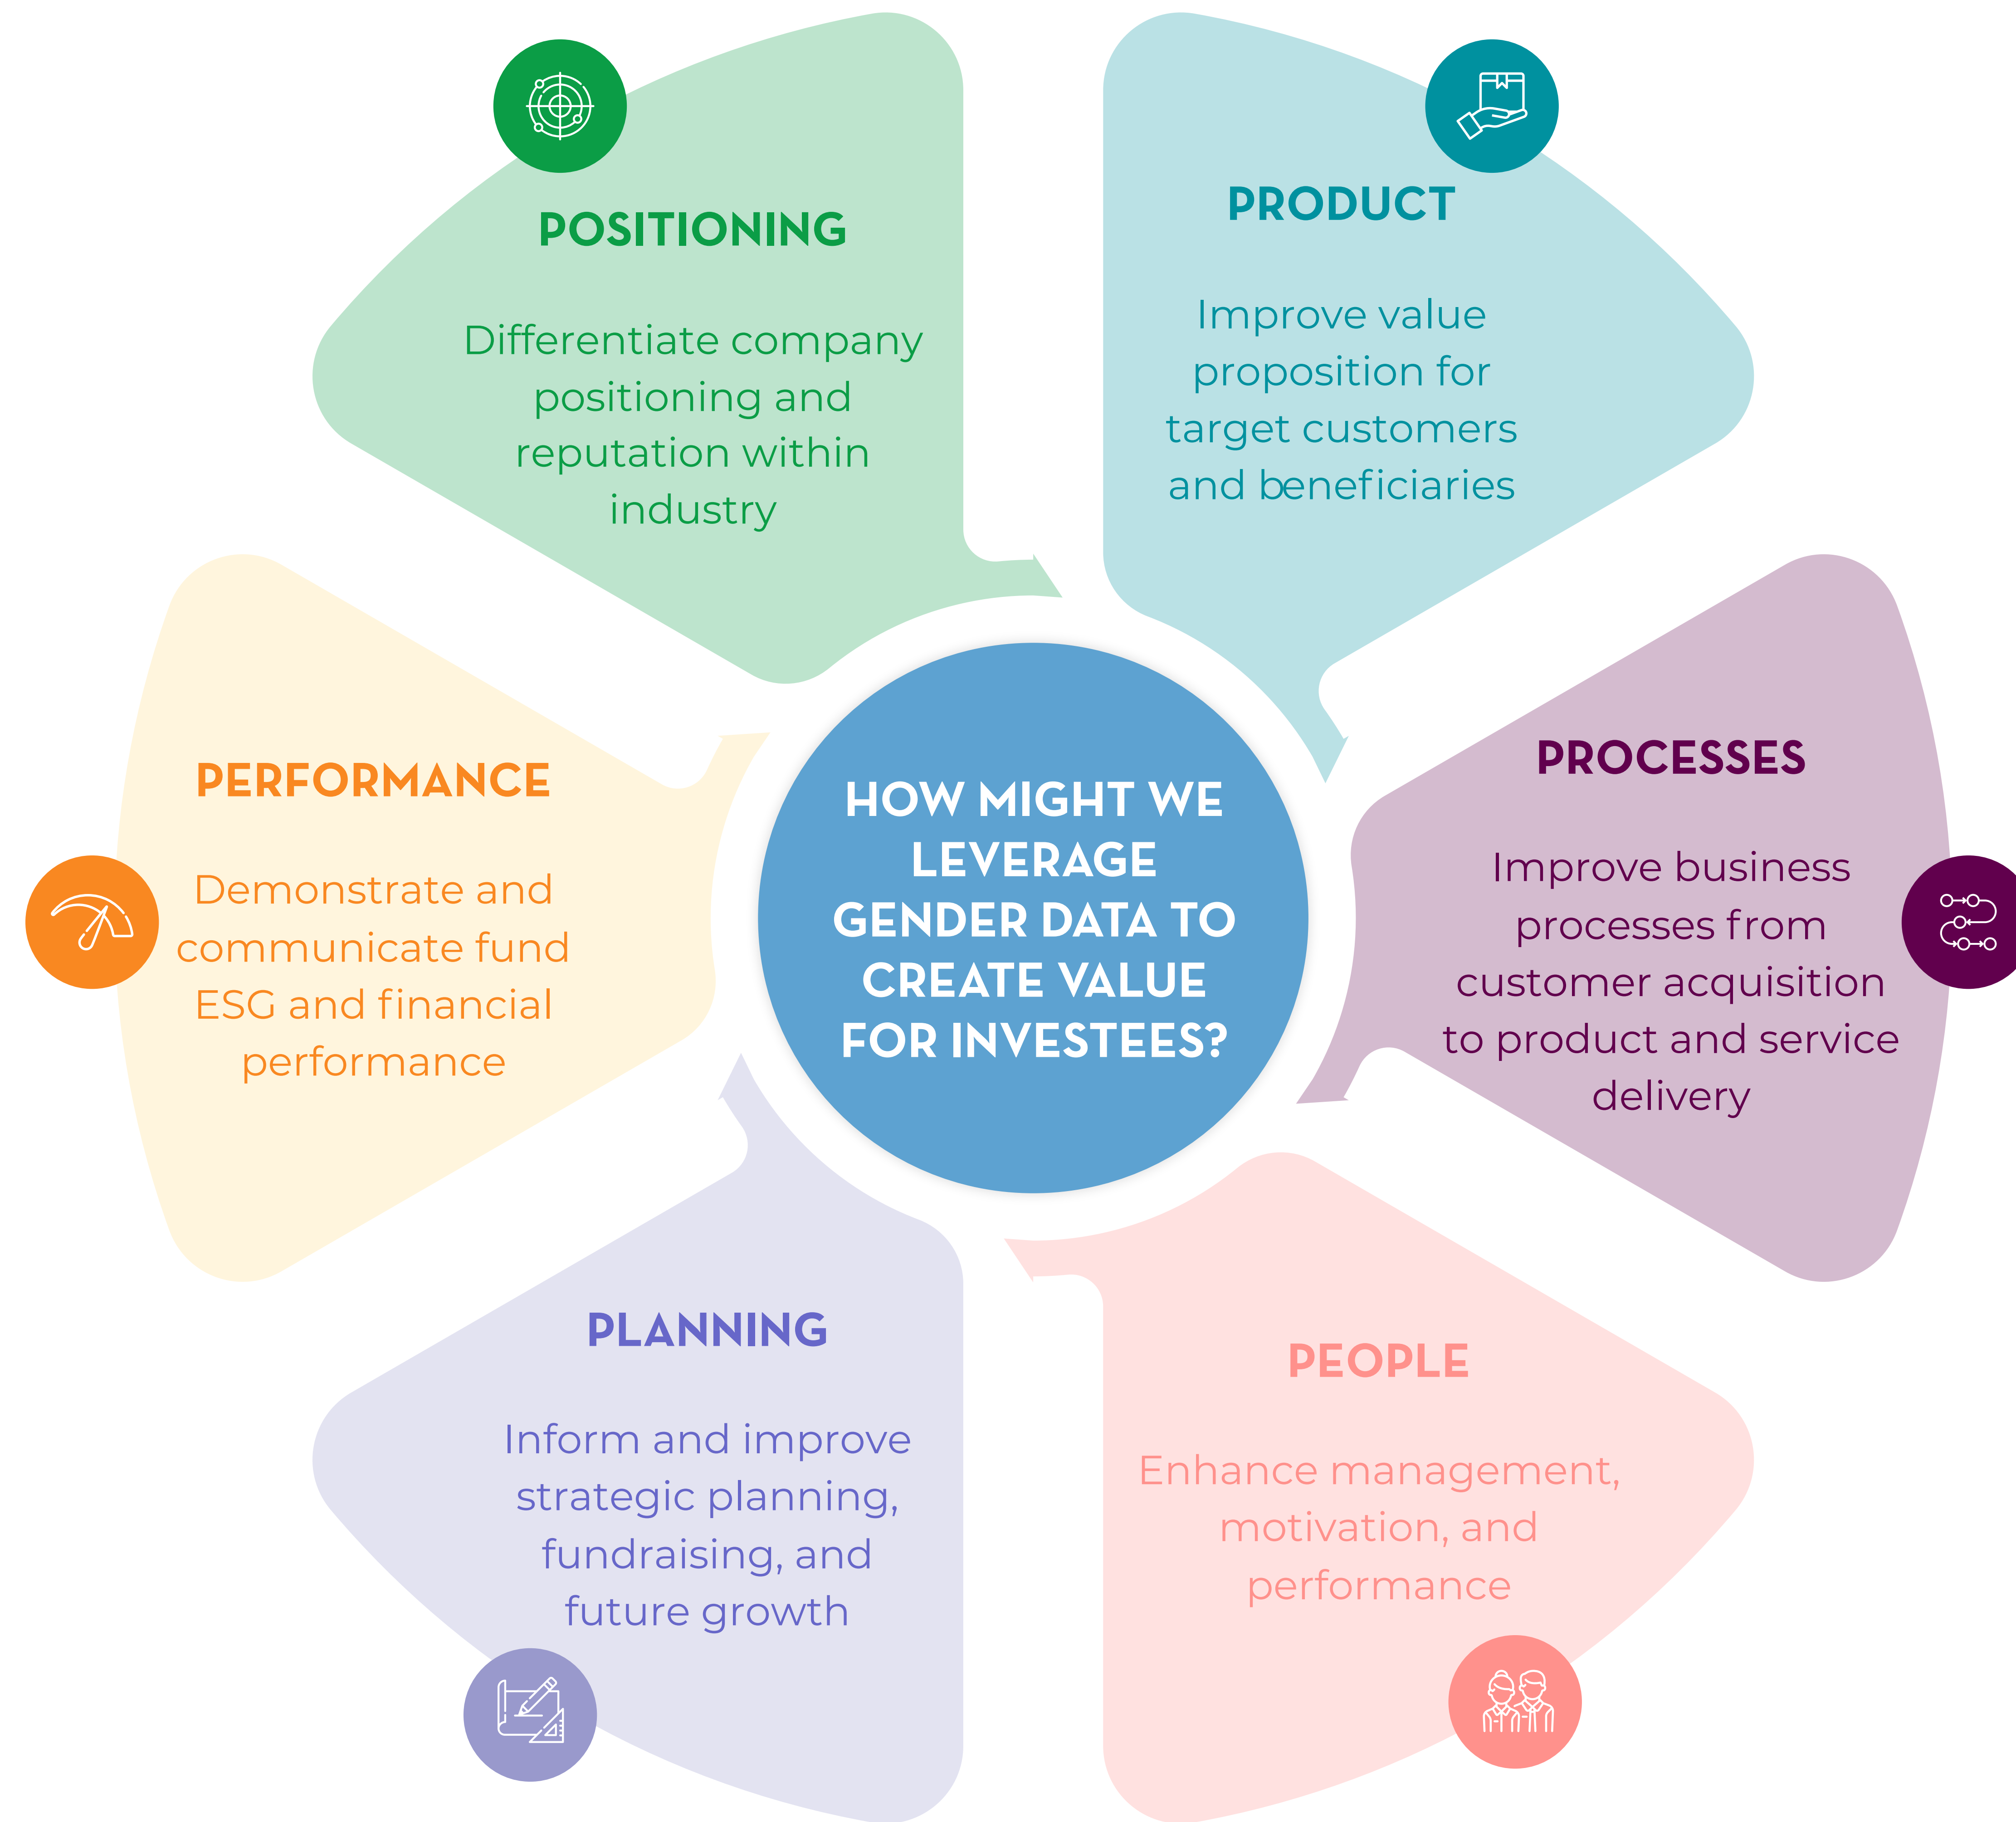 POSITIONING
Differentiate company
positioning and
reputation within
industry
PRODUCT
Improve value
proposition for
target customers
and beneficiaries
PROCESSES
Improve business
processes from
customer acquisition
to product and service
delivery
PEOPLE
Enhance management,
motivation, and
performance
PLANNING
Inform and improve
strategic planning,
fundraising, and
future growth
PERFORMANCE
Demonstrate and
communicate fund
ESG and financial
performance
HOW MIGHT WE
LEVERAGE
GENDER DATA TO
CREATE VALUE
FOR INVESTEES?